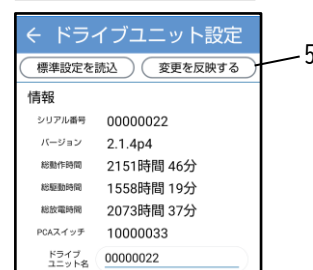 ← ドライブユニット設定
標準設定を読込 変更を反映する 5
情報
シリアル番号 00000022
バージョン 2.1.4p4
総動作時間 2151時間 46分
総駆動時間 1558時間 19分
総放電時間 2073時間 37分
PCAスイッチ 10000033
ドライブ
ユニット名 00000022